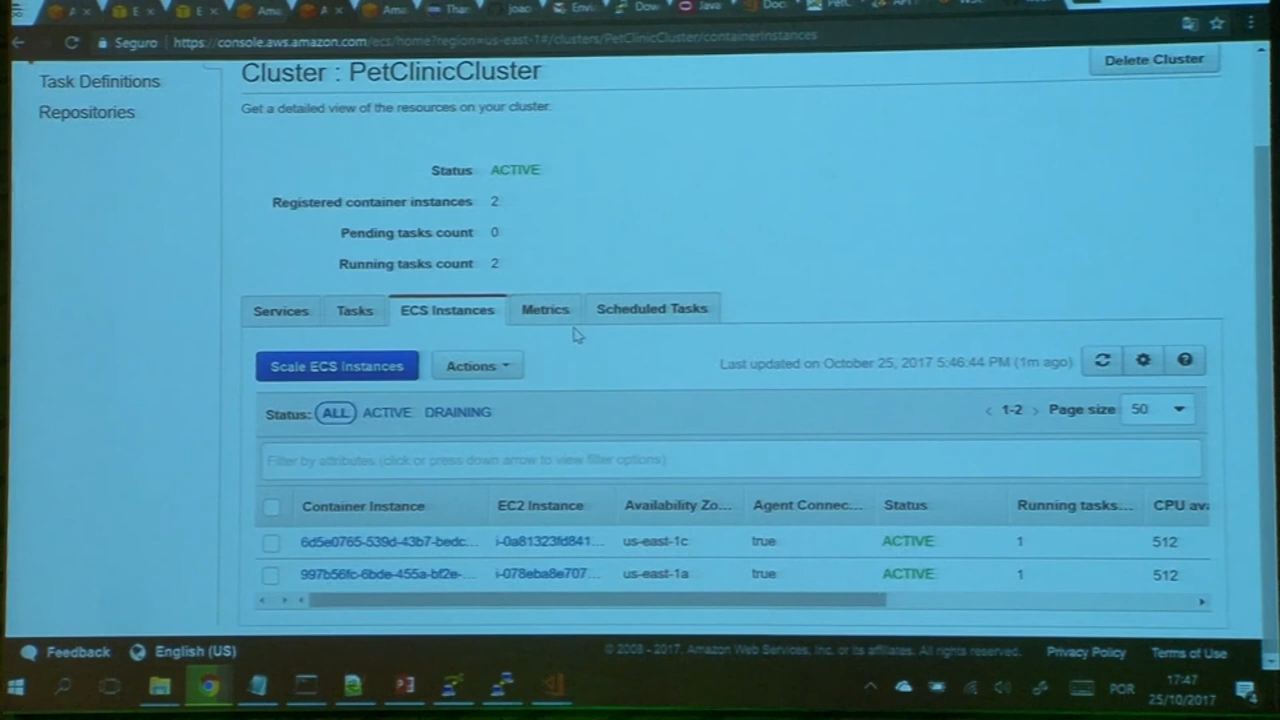 Seguro https://console.aws.amazon.com/ecs/home?region=us-east-1#/clusters/PetClinicCluster/containerInstances
Task Definitions
Repositories
Cluster : PetClinicCluster
Delete Cluster
Get a detailed view of the resources on your cluster.
Status ACTIVE
Registered container instances 2
Pending tasks count 0
Running tasks count 2
Services Tasks ECS Instances Metrics Scheduled Tasks
Scale ECS Instances Actions Last updated on October 25, 2017 5:46:44 PM (1m ago)
Status: ALL ACTIVE DRAINING < 1-2 > Page size 50
Filter by attributes (click or press down arrow to view filter options)
Container Instance EC2 Instance Availability Zo... Agent Connec... Status Running tasks... CPU av
6d5e0765-539d-43b7-bedc... i-0a81323fd841... us-east-1c true ACTIVE 1 512
997b56fc-6bde-455a-bf2e-... i-078eba8e707... us-east-1a true ACTIVE 1 512
Feedback English (US) © 2008 - 2017, Amazon Web Services, Inc. or its affiliates. All rights reserved. Privacy Policy Terms of Use
POR 17:47
25/10/2017